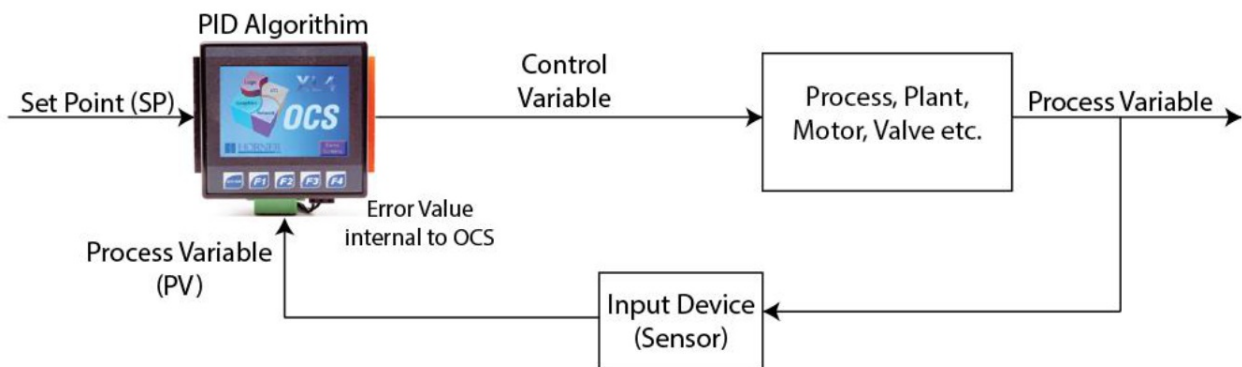 PID Algorithim
Set Point (SP)
XL4
OCS
HORNER
F1 F2 F3 F4
Control
Variable
Process, Plant,
Motor, Valve etc.
Process Variable
Error Value
internal to OCS
Process Variable
(PV)
Input Device
(Sensor)